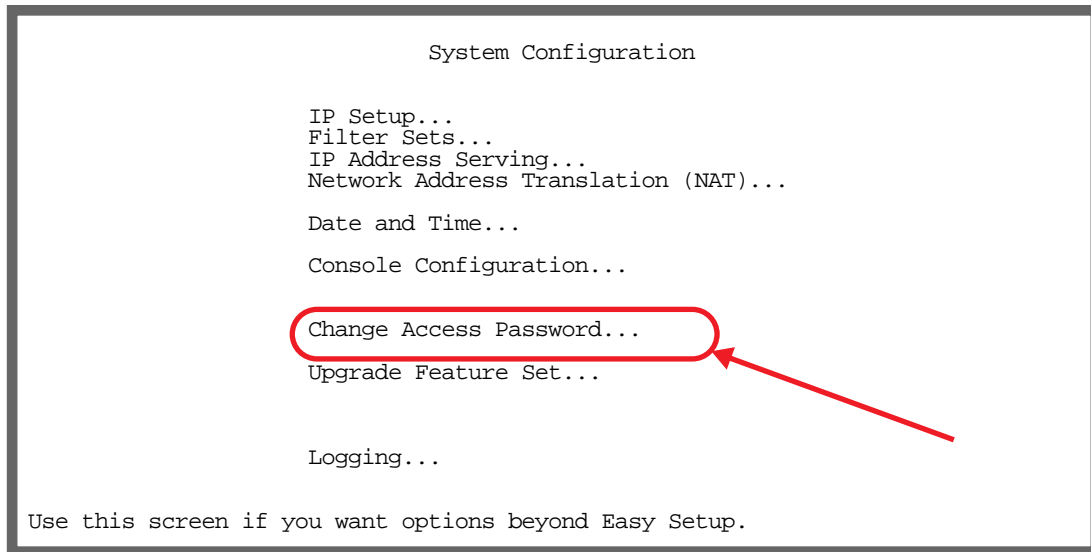 System Configuration
IP Setup...
Filter Sets...
IP Address Serving...
Network Address Translation (NAT)...
Date and Time...
Console Configuration...
Change Access Password...
Upgrade Feature Set...
Logging...
Use this screen if you want options beyond Easy Setup.